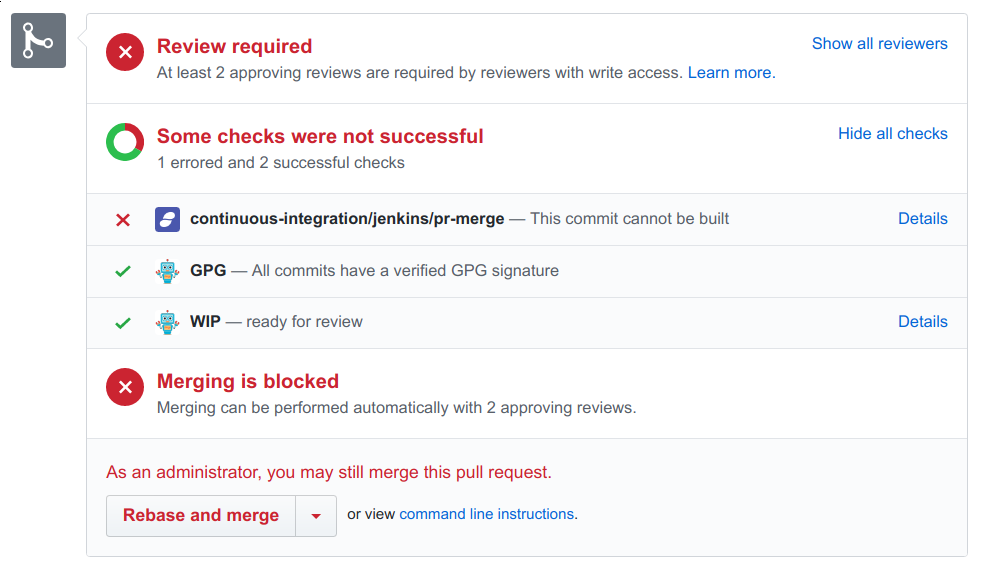 Review required
Show all reviewers
At least 2 approving reviews are required by reviewers with write access. Learn more.
Some checks were not successful
Hide all checks
1 errored and 2 successful checks
continuous-integration/jenkins/pr-merge — This commit cannot be built
Details
GPG — All commits have a verified GPG signature
WIP — ready for review
Details
Merging is blocked
Merging can be performed automatically with 2 approving reviews.
As an administrator, you may still merge this pull request.
Rebase and merge
or view command line instructions.